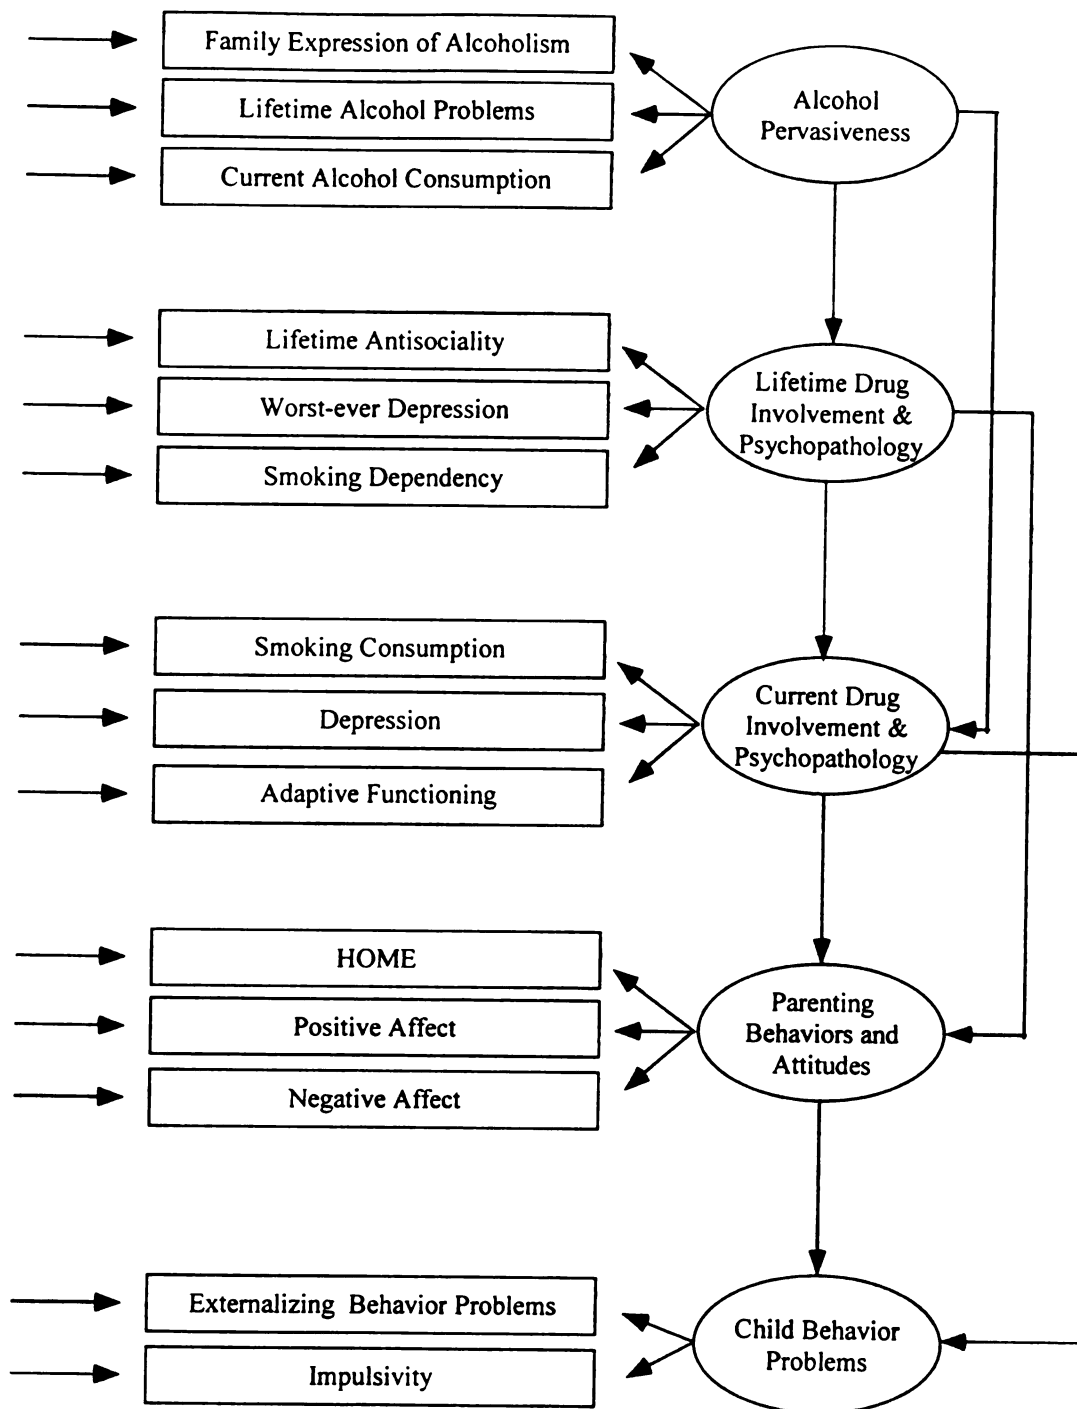 Family Expression of Alcoholism
Lifetime Alcohol Problems
Current Alcohol Consumption
Alcohol
Pervasiveness
Lifetime Antisociality
Worst-ever Depression
Smoking Dependency
Lifetime Drug
Involvement &
Psychopathology
Smoking Consumption
Depression
Adaptive Functioning
Current Drug
Involvement &
Psychopathology
HOME
Positive Affect
Negative Affect
Parenting
Behaviors and
Attitudes
Externalizing Behavior Problems
Impulsivity
Child Behavior
Problems